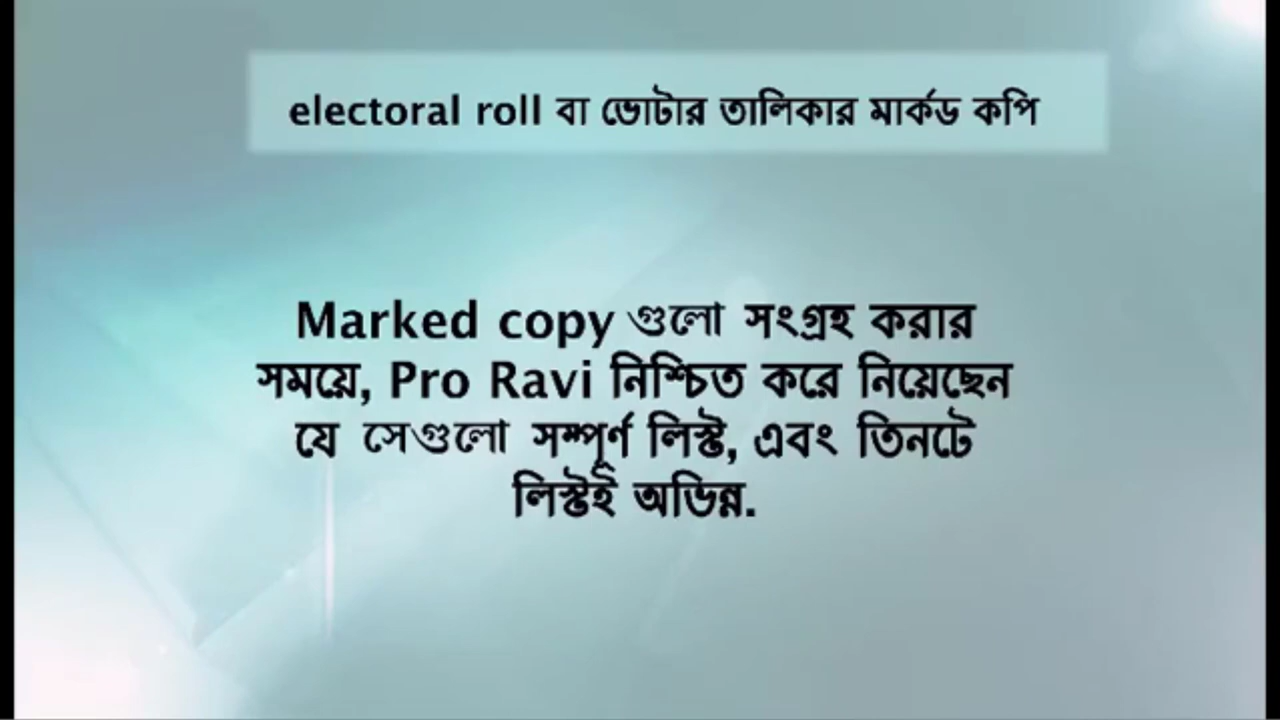 electoral roll বা ভোটার তালিকার মার্কড কপি
Marked copy গুলো সংগ্রহ করার
সময়ে, Pro Ravi নিশ্চিত করে নিয়েছেন
যে সেগুলো সম্পূর্ণ লিস্ট, এবং তিনটে
লিস্টই অভিন্ন.